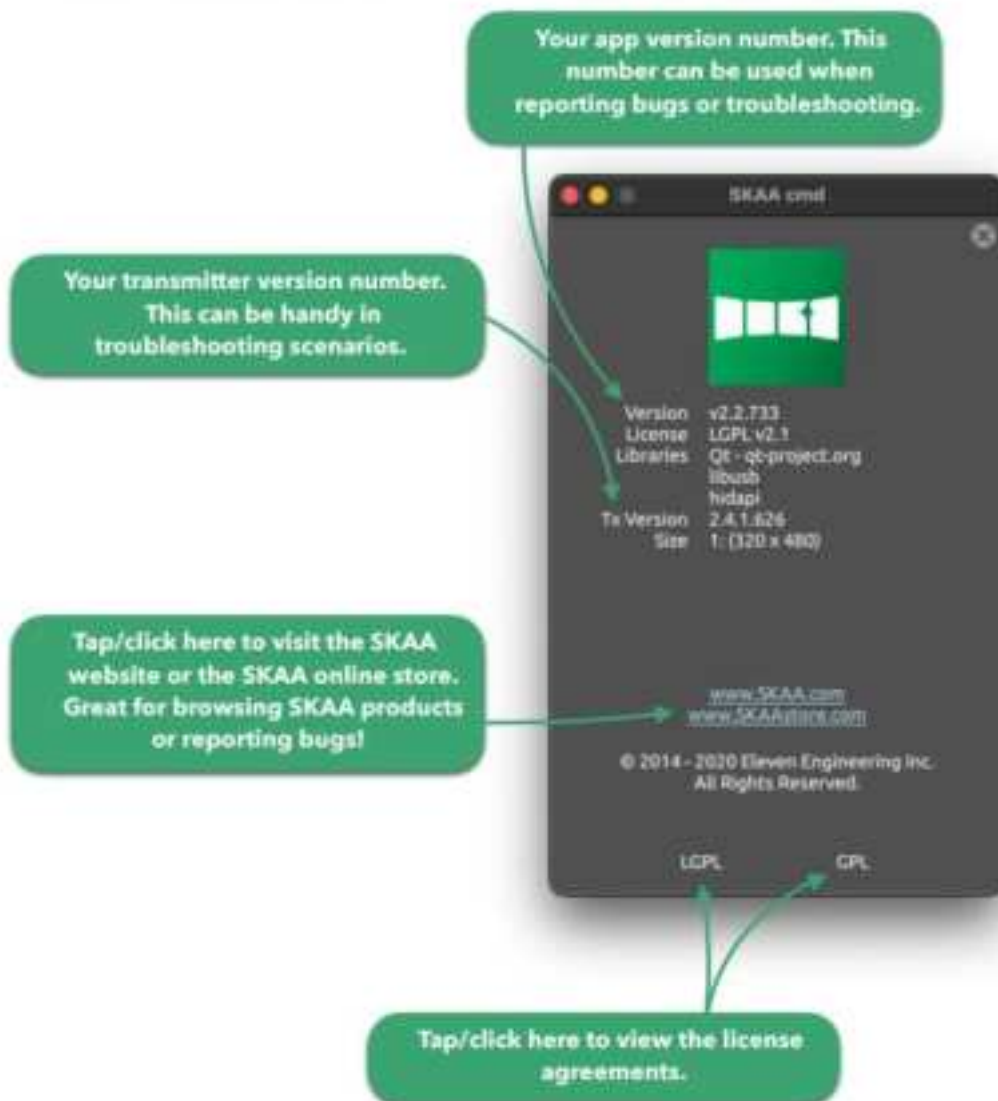 Your app version number. This
number can be used when
reporting bugs or troubleshooting.
SKAA cmd
Your transmitter version number.
This can be handy in
troubleshooting scenarios.
Version v2.2.733
License LGPL v2.1
Libraries Qt - qt-project.org
libusb
hidapi
Tx Version 2.4.1.626
Size 1: (320 x 480)
Tap/click here to visit the SKAA
website or the SKAA online store.
Great for browsing SKAA products
or reporting bugs!
www.SKAA.com
www.SKAAstore.com
© 2014 - 2020 Eleven Engineering Inc.
All Rights Reserved.
LGPL GPL
Tap/click here to view the license
agreements.